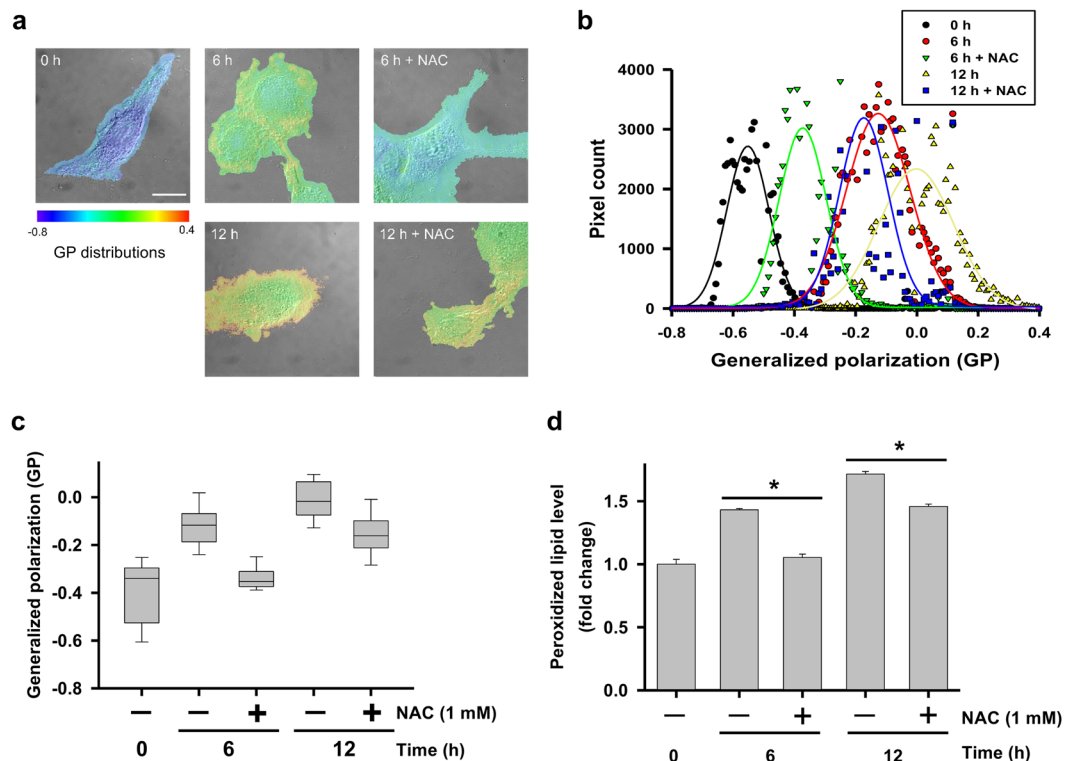 a
0 h
6 h
6 h + NAC
-0.8
0.4
GP distributions
12 h
12 h + NAC
b
0 h
6 h
6 h + NAC
12 h
12 h + NAC
4000
3000
2000
1000
0
Pixel count
-0.8 -0.6 -0.4 -0.2 0.0 0.2 0.4
Generalized polarization (GP)
c
Generalized polarization (GP)
0.0
-0.2
-0.4
-0.6
-0.8
− − + − + NAC (1 mM)
0 6 12 Time (h)
d
Peroxidized lipid level
(fold change)
1.5
1.0
0.5
0.0
*
*
− − + − + NAC (1 mM)
0 6 12 Time (h)